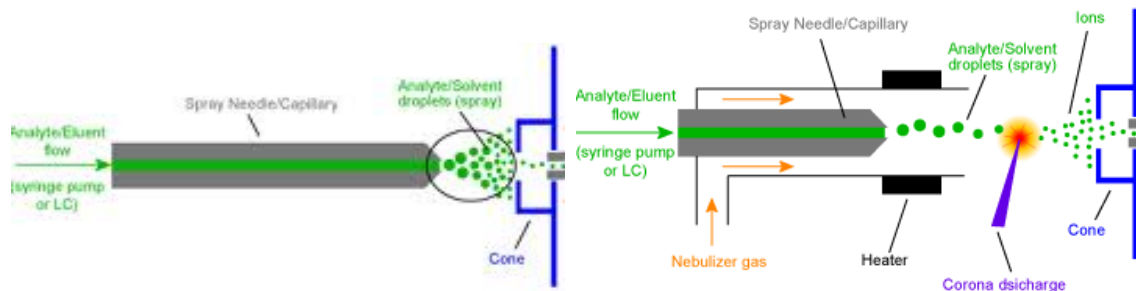 Spray Needle/Capillary
Analyte/Solvent
droplets (spray)
Analyte/Eluent
flow
(syringe pump
or LC)
Cone
Spray Needle/Capillary
Ions
Analyte/Solvent
droplets (spray)
Analyte/Eluent
flow
(syringe pump
or LC)
Nebulizer gas
Heater
Cone
Corona dsicharge